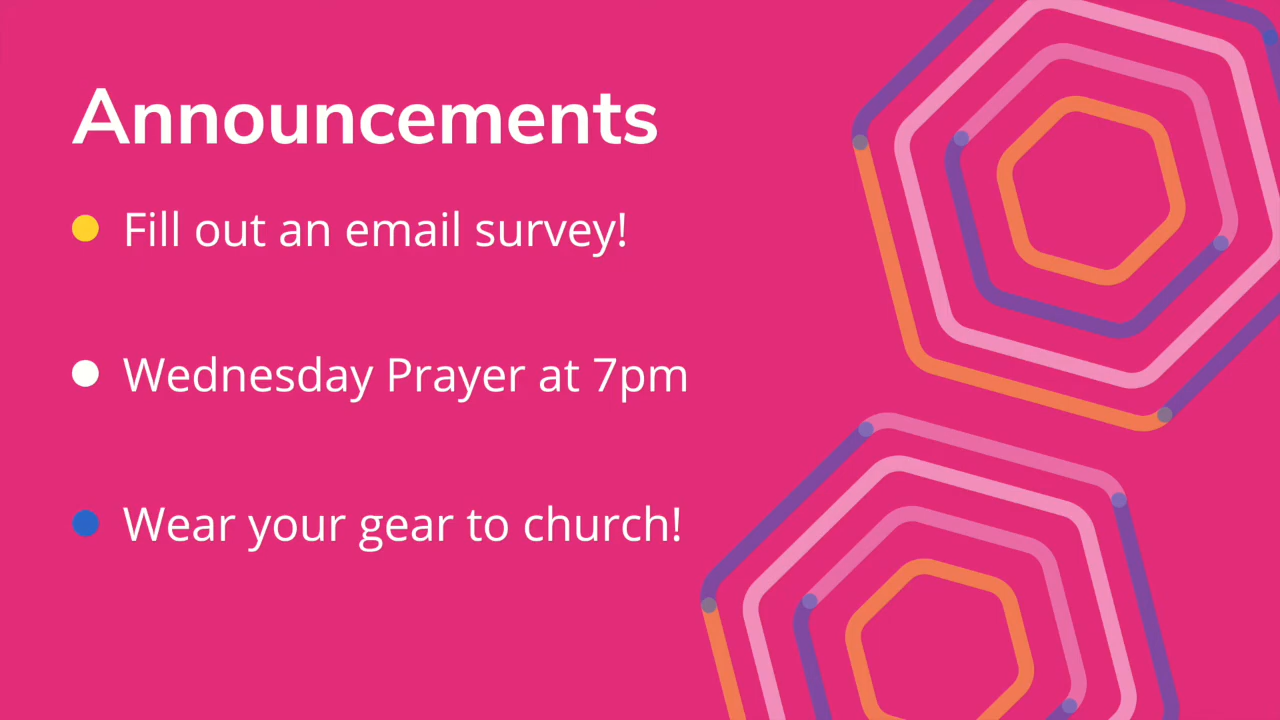 Announcements
Fill out an email survey!
Wednesday Prayer at 7pm
Wear your gear to church!